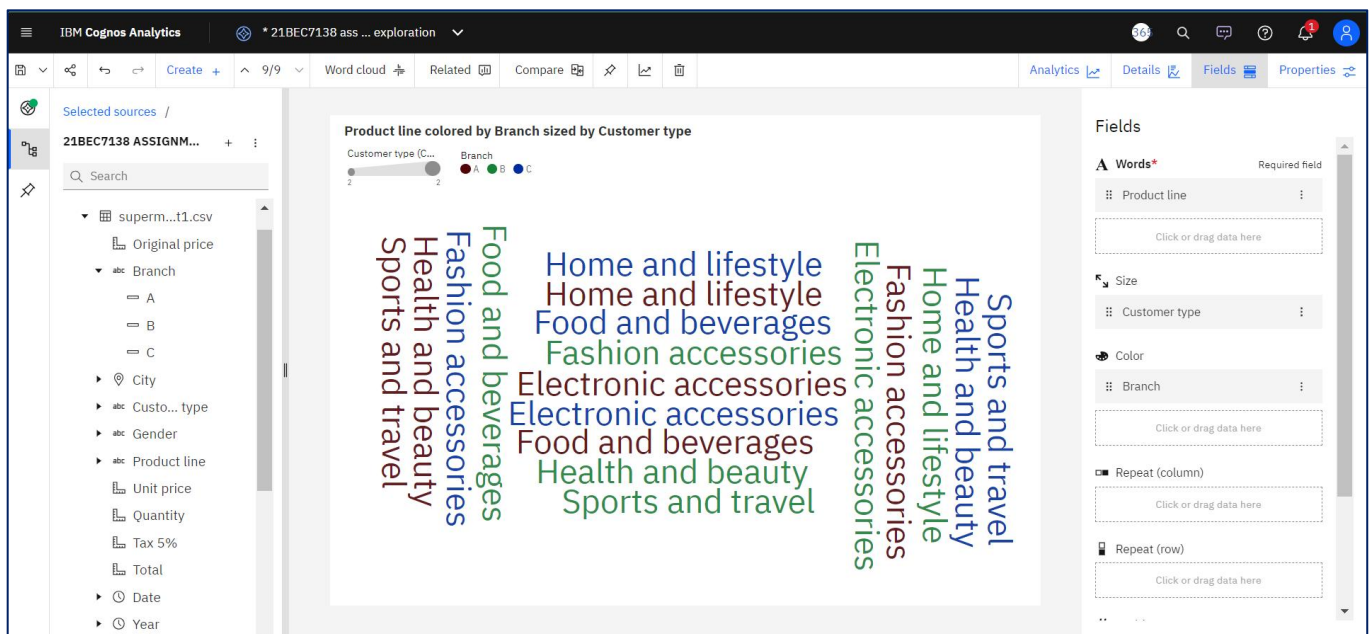 IBM Cognos Analytics
* 21BEC7138 ass ... exploration
1
Create +
9/9
Word cloud
Related
Compare
Analytics
Details
Fields
Properties
Selected sources /
21BEC7138 ASSIGNM...
Search
superm...t1.csv
Original price
abc Branch
A
B
C
City
abc Custo... type
abc Gender
abc Product line
Unit price
Quantity
Tax 5%
Total
Date
Year
Product line colored by Branch sized by Customer type
Customer type (C...
2
2
Branch
A B C
Sports and travel
Health and beauty
Fashion accessories
Food and beverages
Home and lifestyle
Home and lifestyle
Food and beverages
Fashion accessories
Electronic accessories
Electronic accessories
Food and beverages
Health and beauty
Sports and travel
Electronic accessories
Fashion accessories
Home and lifestyle
Health and beauty
Sports and travel
Fields
A Words*
Required field
Product line
Click or drag data here
Size
Customer type
Color
Branch
Click or drag data here
Repeat (column)
Click or drag data here
Repeat (row)
Click or drag data here